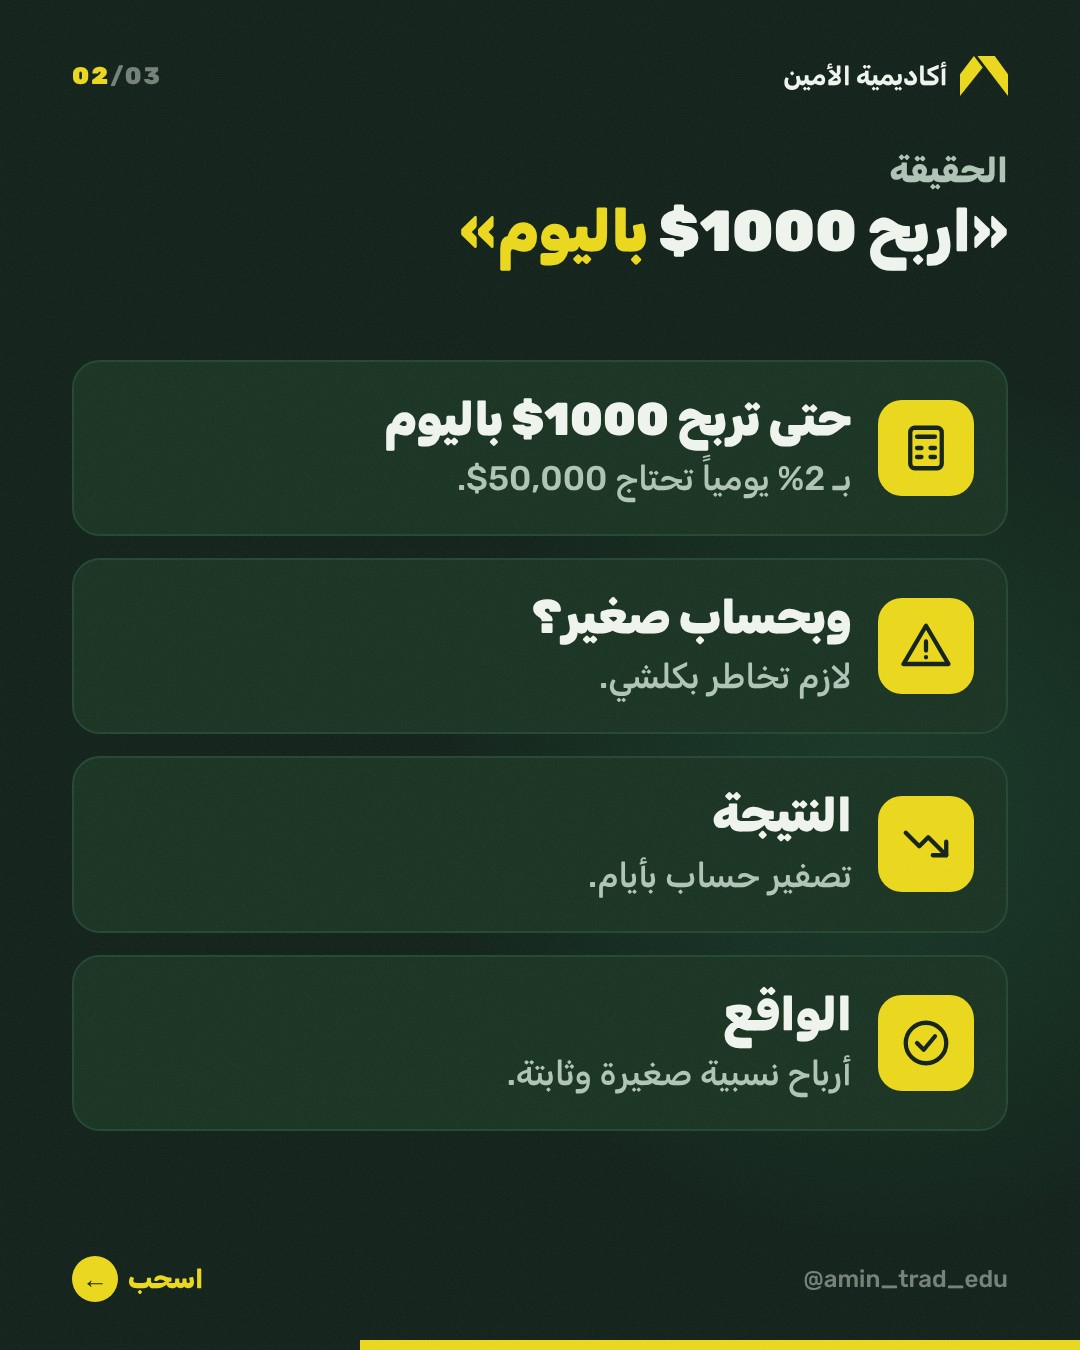 أكاديمية الأمين
02/03
الحقيقة
«اربح 1000$ باليوم»
حتى تربح 1000$ باليوم
بـ 2% يومياً تحتاج 50,000$.
وبحساب صغير؟
لازم تخاطر بكلشي.
النتيجة
تصفير حساب بأيام.
الواقع
أرباح نسبية صغيرة وثابتة.
@amin_trad_edu
اسحب ←